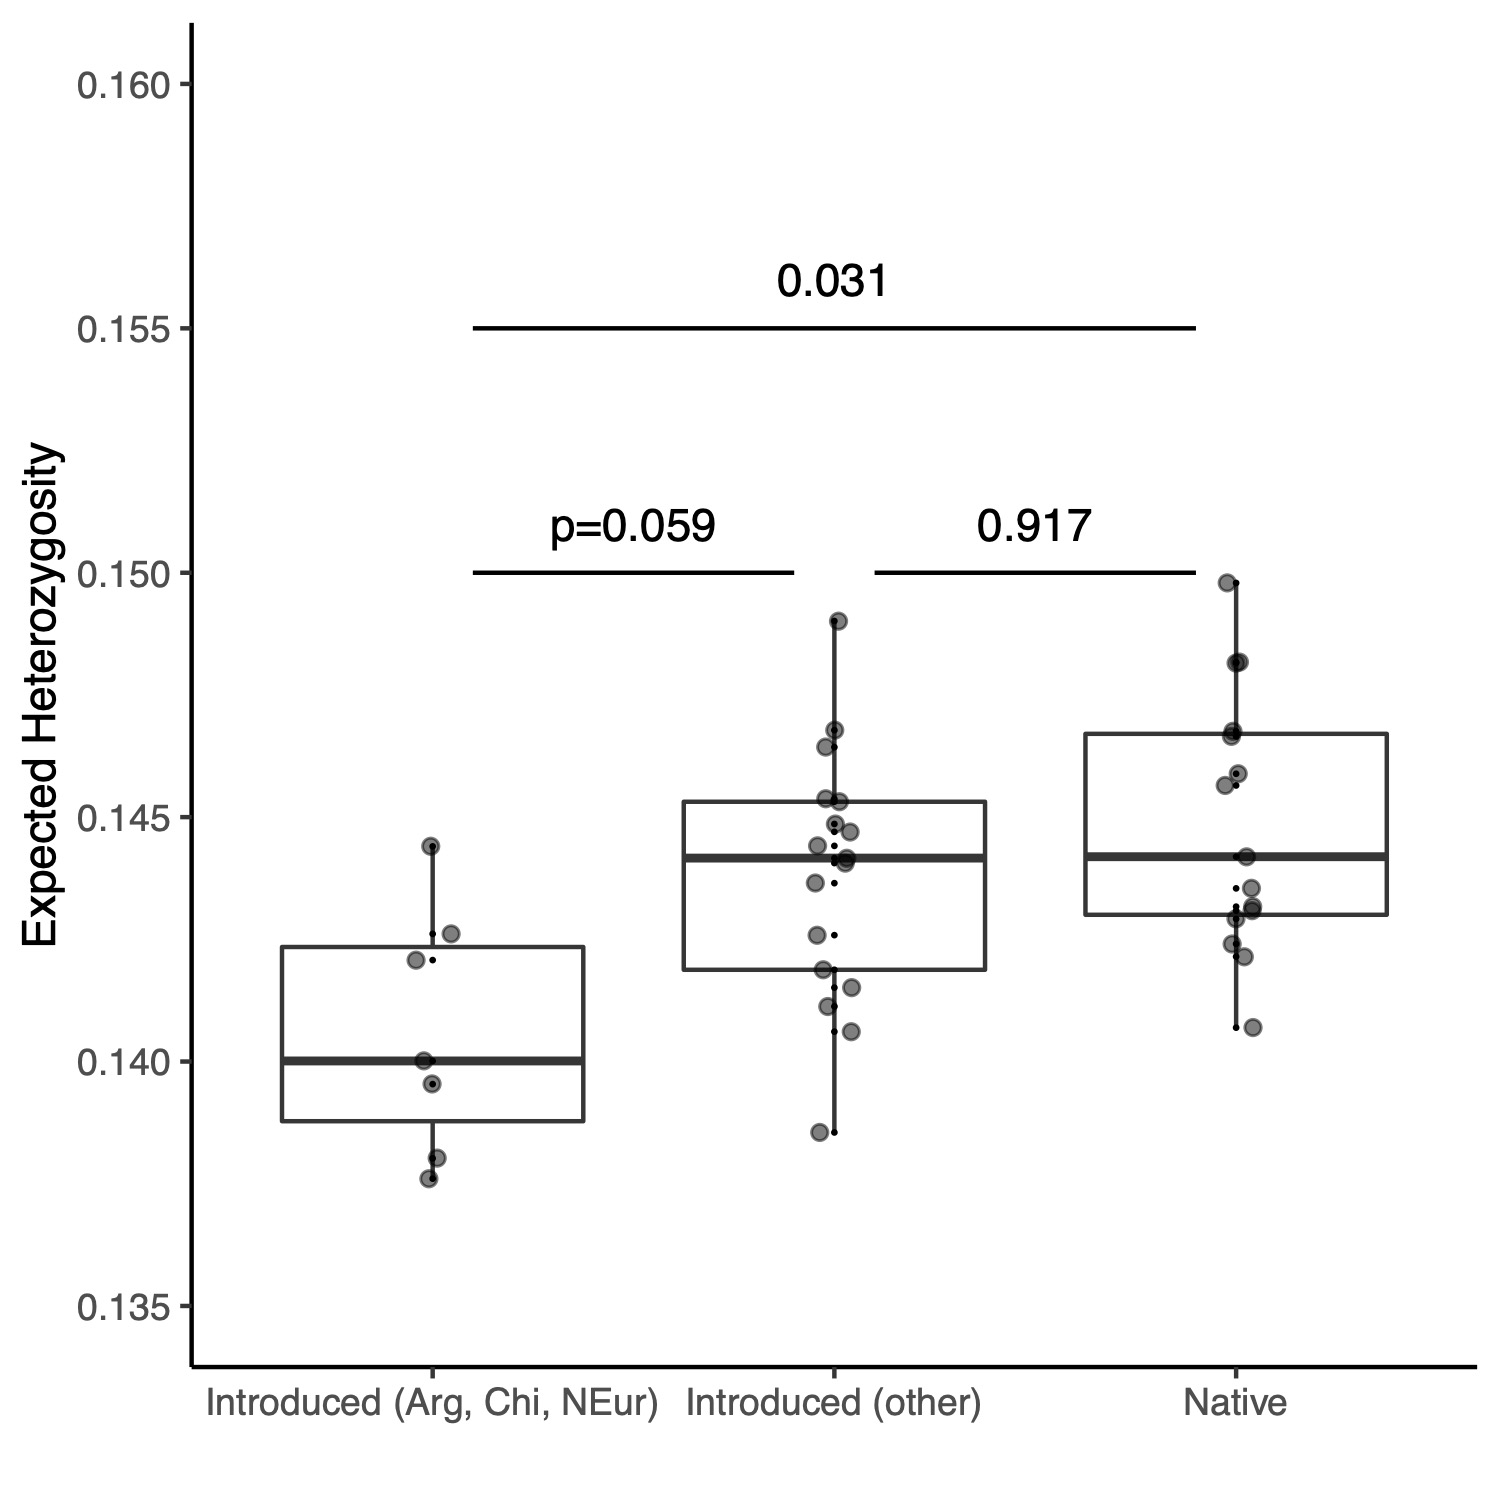 0.160
0.155
0.150
0.145
0.140
0.135
Expected Heterozygosity
0.031
p=0.059
0.917
Introduced (Arg, Chi, NEur)
Introduced (other)
Native